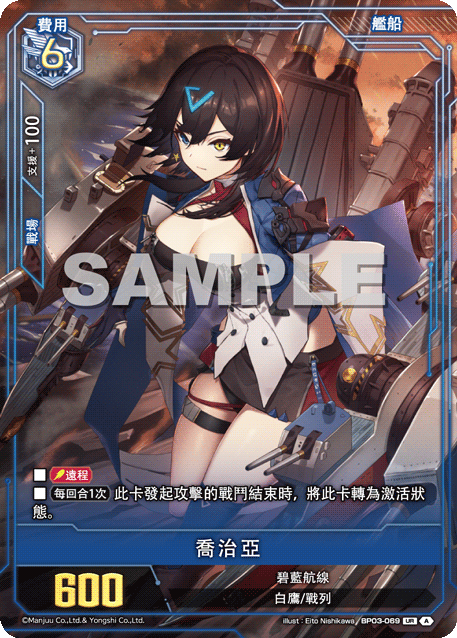 費用
6
艦船
支援+100
戰場
SAMPLE
遠程
每回合1次 此卡發起攻擊的戰鬥結束時，將此卡轉為激活狀
態。
喬治亞
600
碧藍航線
白鷹/戰列
©Manjuu Co.,Ltd.& Yongshi Co.,Ltd.
illust : Eito Nishikawa / BP03-069 UR A